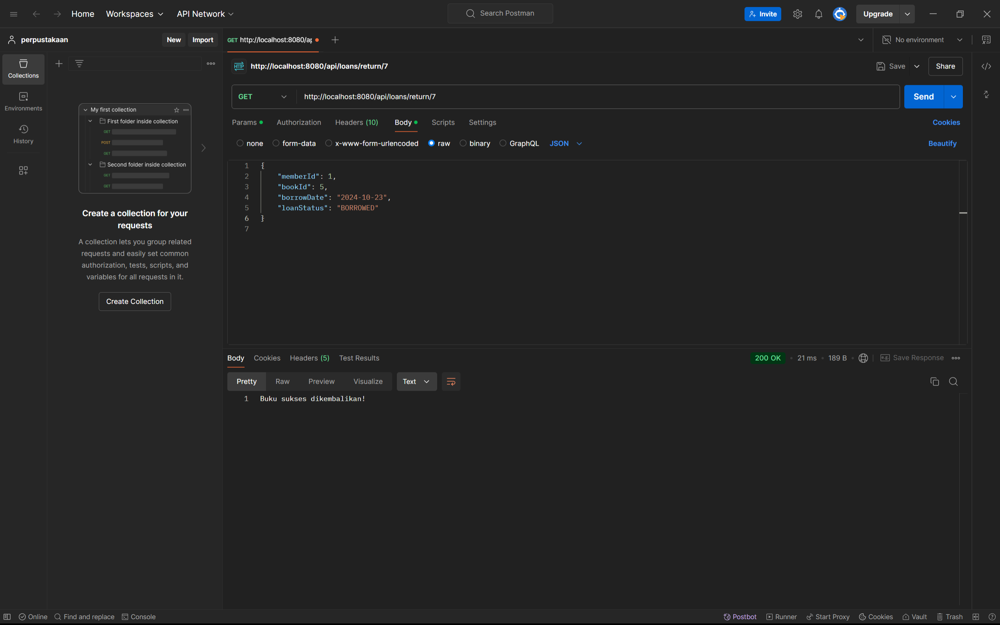 Home Workspaces API Network Search Postman Invite Upgrade
perpustakaan New Import GET http://localhost:8080/ap No environment
Collections
Environments
History
My first collection
First folder inside collection
GET
POST
GET
Second folder inside collection
GET
GET
Create a collection for your
requests
A collection lets you group related
requests and easily set common
authorization, tests, scripts, and
variables for all requests in it.
Create Collection
HTTP http://localhost:8080/api/loans/return/7 Save Share
GET http://localhost:8080/api/loans/return/7 Send
Params Authorization Headers (10) Body Scripts Settings Cookies
none form-data x-www-form-urlencoded raw binary GraphQL JSON Beautify
1 {
2 "memberId": 1,
3 "bookId": 5,
4 "borrowDate": "2024-10-23",
5 "loanStatus": "BORROWED"
6 }
7
Body Cookies Headers (5) Test Results 200 OK 21 ms 189 B e.g. Save Response
Pretty Raw Preview Visualize Text
1 Buku sukses dikembalikan!
Online Find and replace Console Postbot Runner Start Proxy Cookies Vault Trash